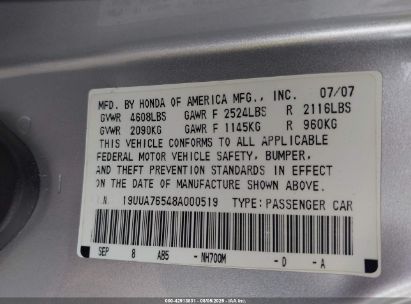 MFD. BY HONDA OF AMERICA MFG., INC. 07/07
GVWR 4608LBS GAWR F 2524LBS R 2116LBS
GVWR 2090KG GAWR F 1145KG R 960KG
THIS VEHICLE CONFORMS TO ALL APPLICABLE
FEDERAL MOTOR VEHICLE SAFETY, BUMPER,
AND THEFT PREVENTION STANDARDS IN EFFECT
ON THE DATE OF MANUFACTURE SHOWN ABOVE.
.N. 19UUA76548A000519 TYPE: PASSENGER CAR
SEP 8 AB5 - NH700M - D - A